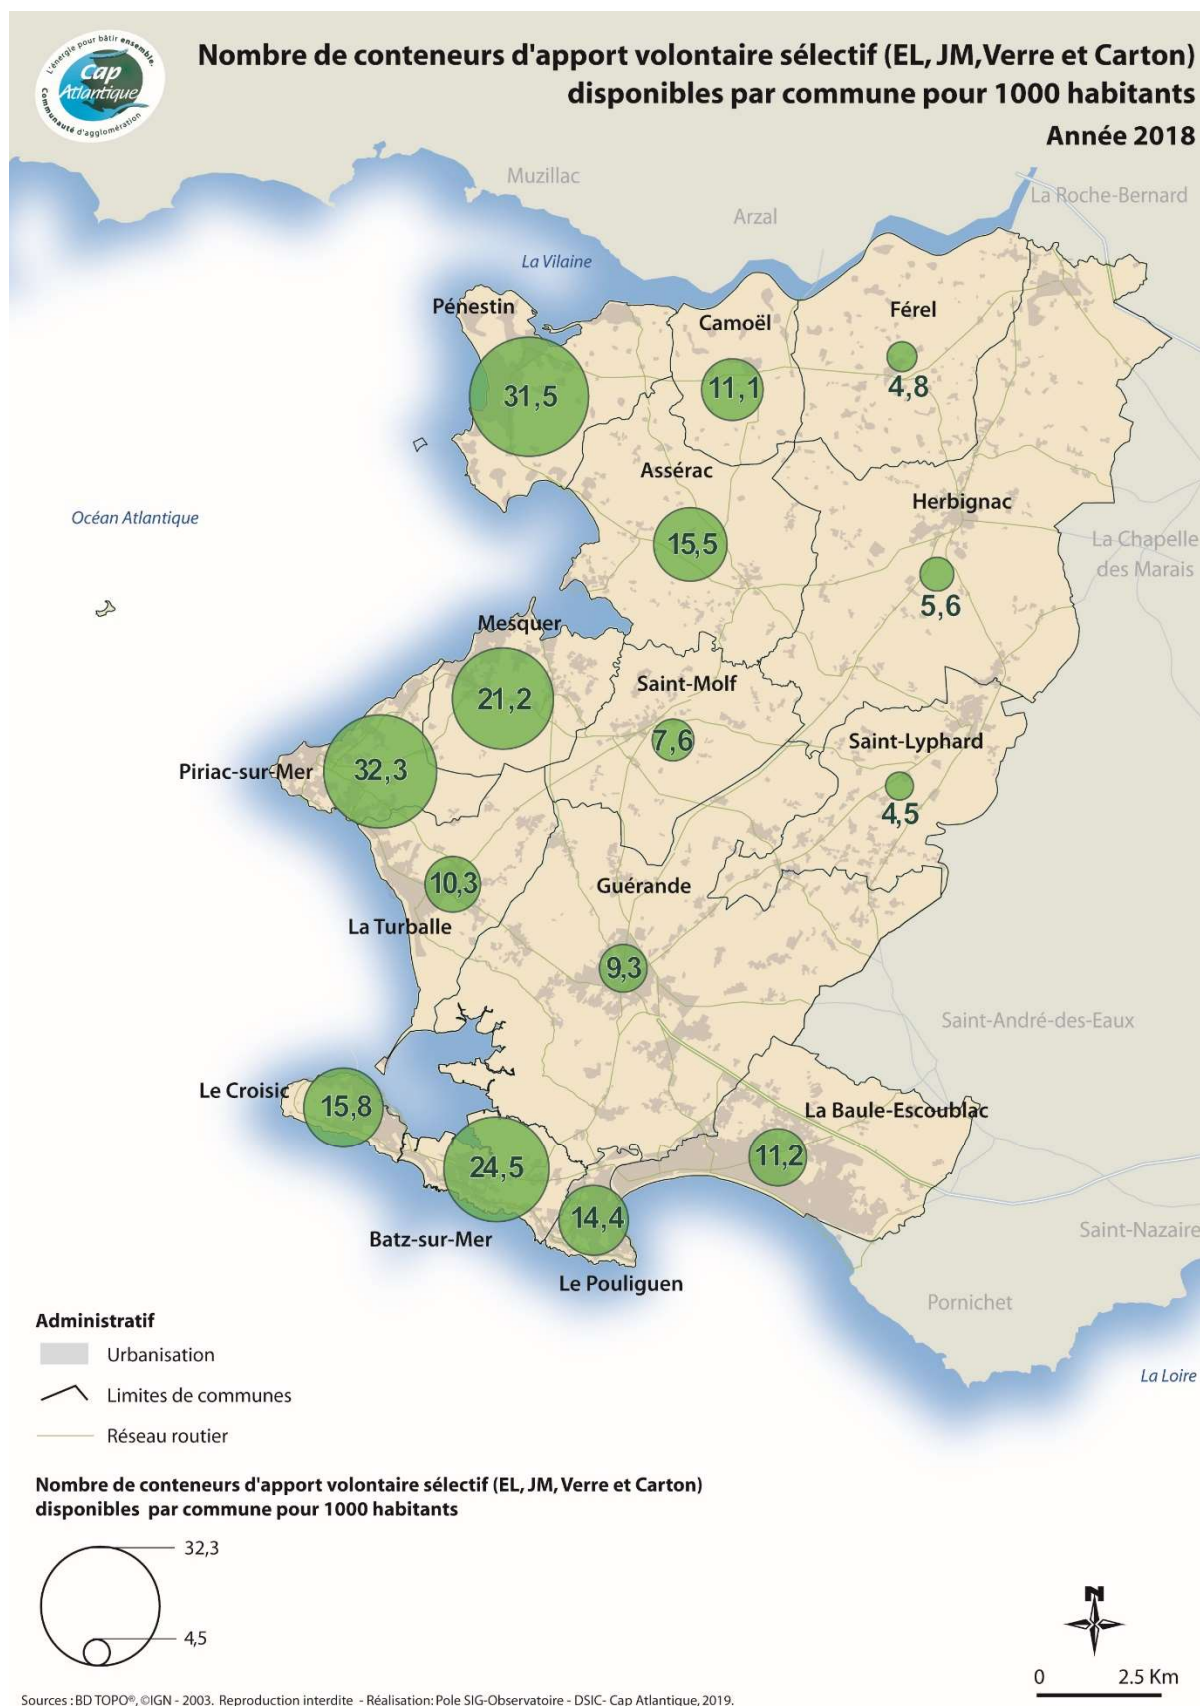 L'énergie pour bâtir ensemble.
Cap
Atlantique
Communauté d'agglomération
Nombre de conteneurs d'apport volontaire sélectif (EL, JM,Verre et Carton)
disponibles par commune pour 1000 habitants
Année 2018
Muzillac
La Roche-Bernard
Arzal
La Vilaine
Pénestin
Férel
Camoël
31,5
11,1
4,8
Assérac
Herbignac
Océan Atlantique
15,5
La Chapelle
des Marais
5,6
Mesquer
Saint-Molf
21,2
7,6
Saint-Lyphard
Piriac-sur-Mer
32,3
4,5
10,3
Guérande
La Turballe
9,3
Saint-André-des-Eaux
Le Croisic
15,8
La Baule-Escoublac
24,5
11,2
14,4
Batz-sur-Mer
Saint-Nazaire
Le Pouliguen
Pornichet
La Loire
Administratif
Urbanisation
Limites de communes
Réseau routier
Nombre de conteneurs d'apport volontaire sélectif (EL, JM, Verre et Carton)
disponibles par commune pour 1000 habitants
32,3
4,5
N
0 2.5 Km
Sources : BD TOPO®, ©IGN - 2003. Reproduction interdite - Réalisation: Pole SIG-Observatoire - DSIC- Cap Atlantique, 2019.